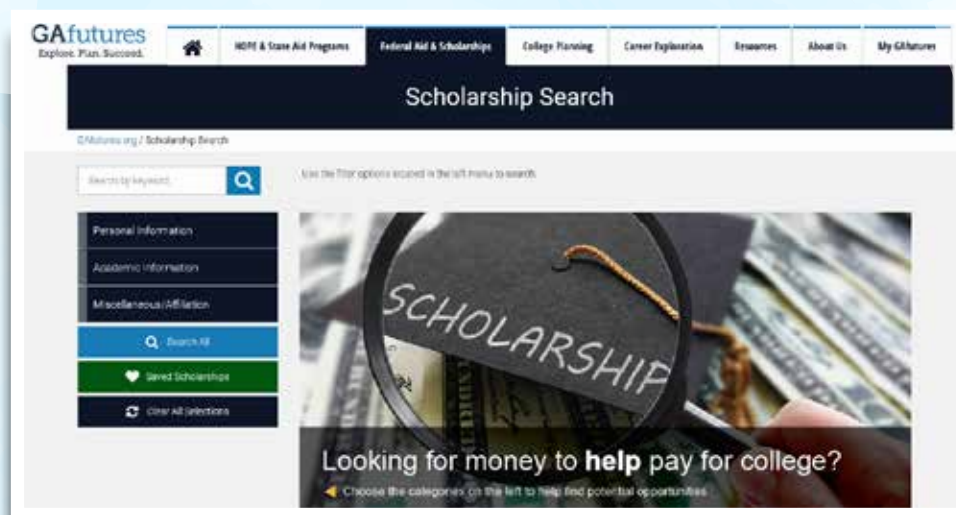 GAfutures
Explore. Plan. Succeed.
HOPE & State Aid Programs
Federal Aid & Scholarships
College Planning
Career Exploration
Resources
About Us
My GAfutures
Scholarship Search
GAfutures.org / Scholarship Search
Search by keyword.
Use the filter options located in the left menu to search.
Personal Information
Academic Information
Miscellaneous/Affiliation
Search All
Saved Scholarships
Clear All Selections
SCHOLARSHIP
Looking for money to help pay for college?
Choose the categories on the left to help find potential opportunities